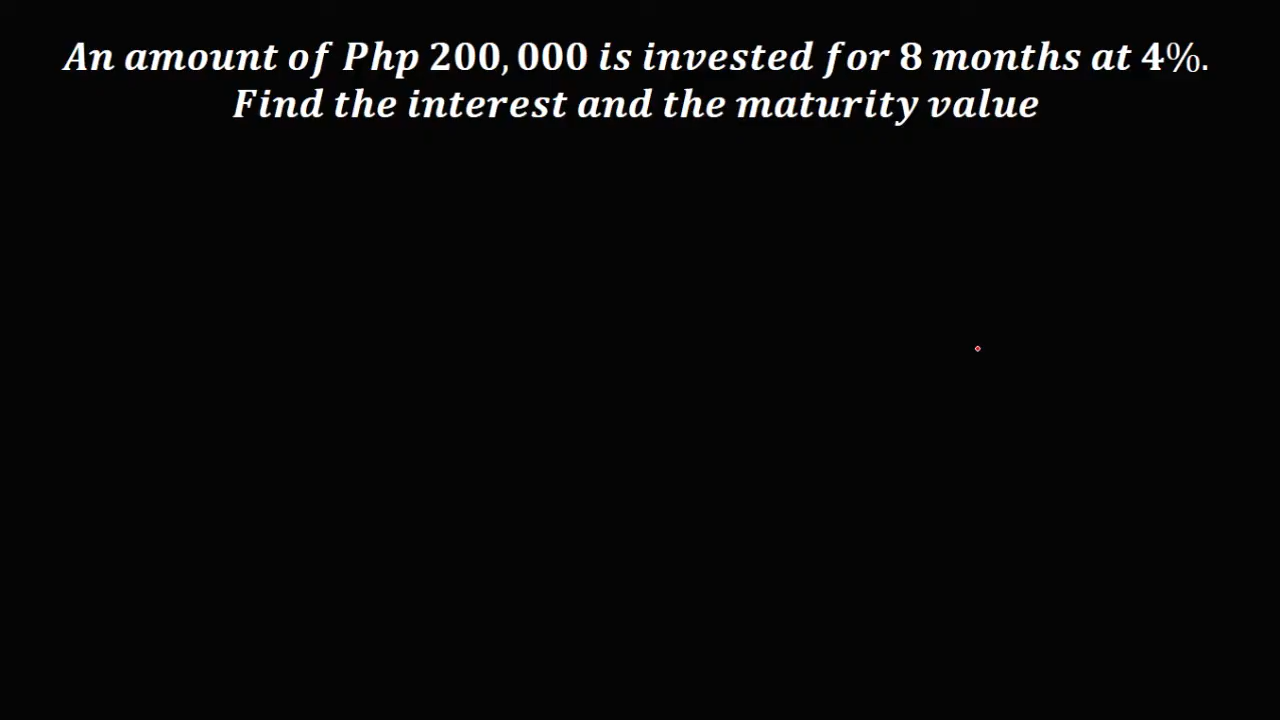 An amount of Php 200,000 is invested for 8 months at 4%.
Find the interest and the maturity value